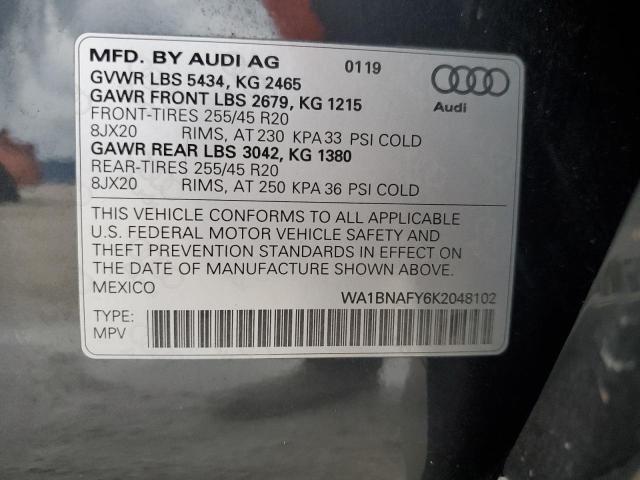 MFD. BY AUDI AG 0119
GVWR LBS 5434, KG 2465
GAWR FRONT LBS 2679, KG 1215
FRONT-TIRES 255/45 R20
8JX20 RIMS, AT 230 KPA 33 PSI COLD
GAWR REAR LBS 3042, KG 1380
REAR-TIRES 255/45 R20
8JX20 RIMS, AT 250 KPA 36 PSI COLD
Audi
THIS VEHICLE CONFORMS TO ALL APPLICABLE
U.S. FEDERAL MOTOR VEHICLE SAFETY AND
THEFT PREVENTION STANDARDS IN EFFECT ON
THE DATE OF MANUFACTURE SHOWN ABOVE.
MEXICO WA1BNAFY6K2048102
TYPE:
MPV